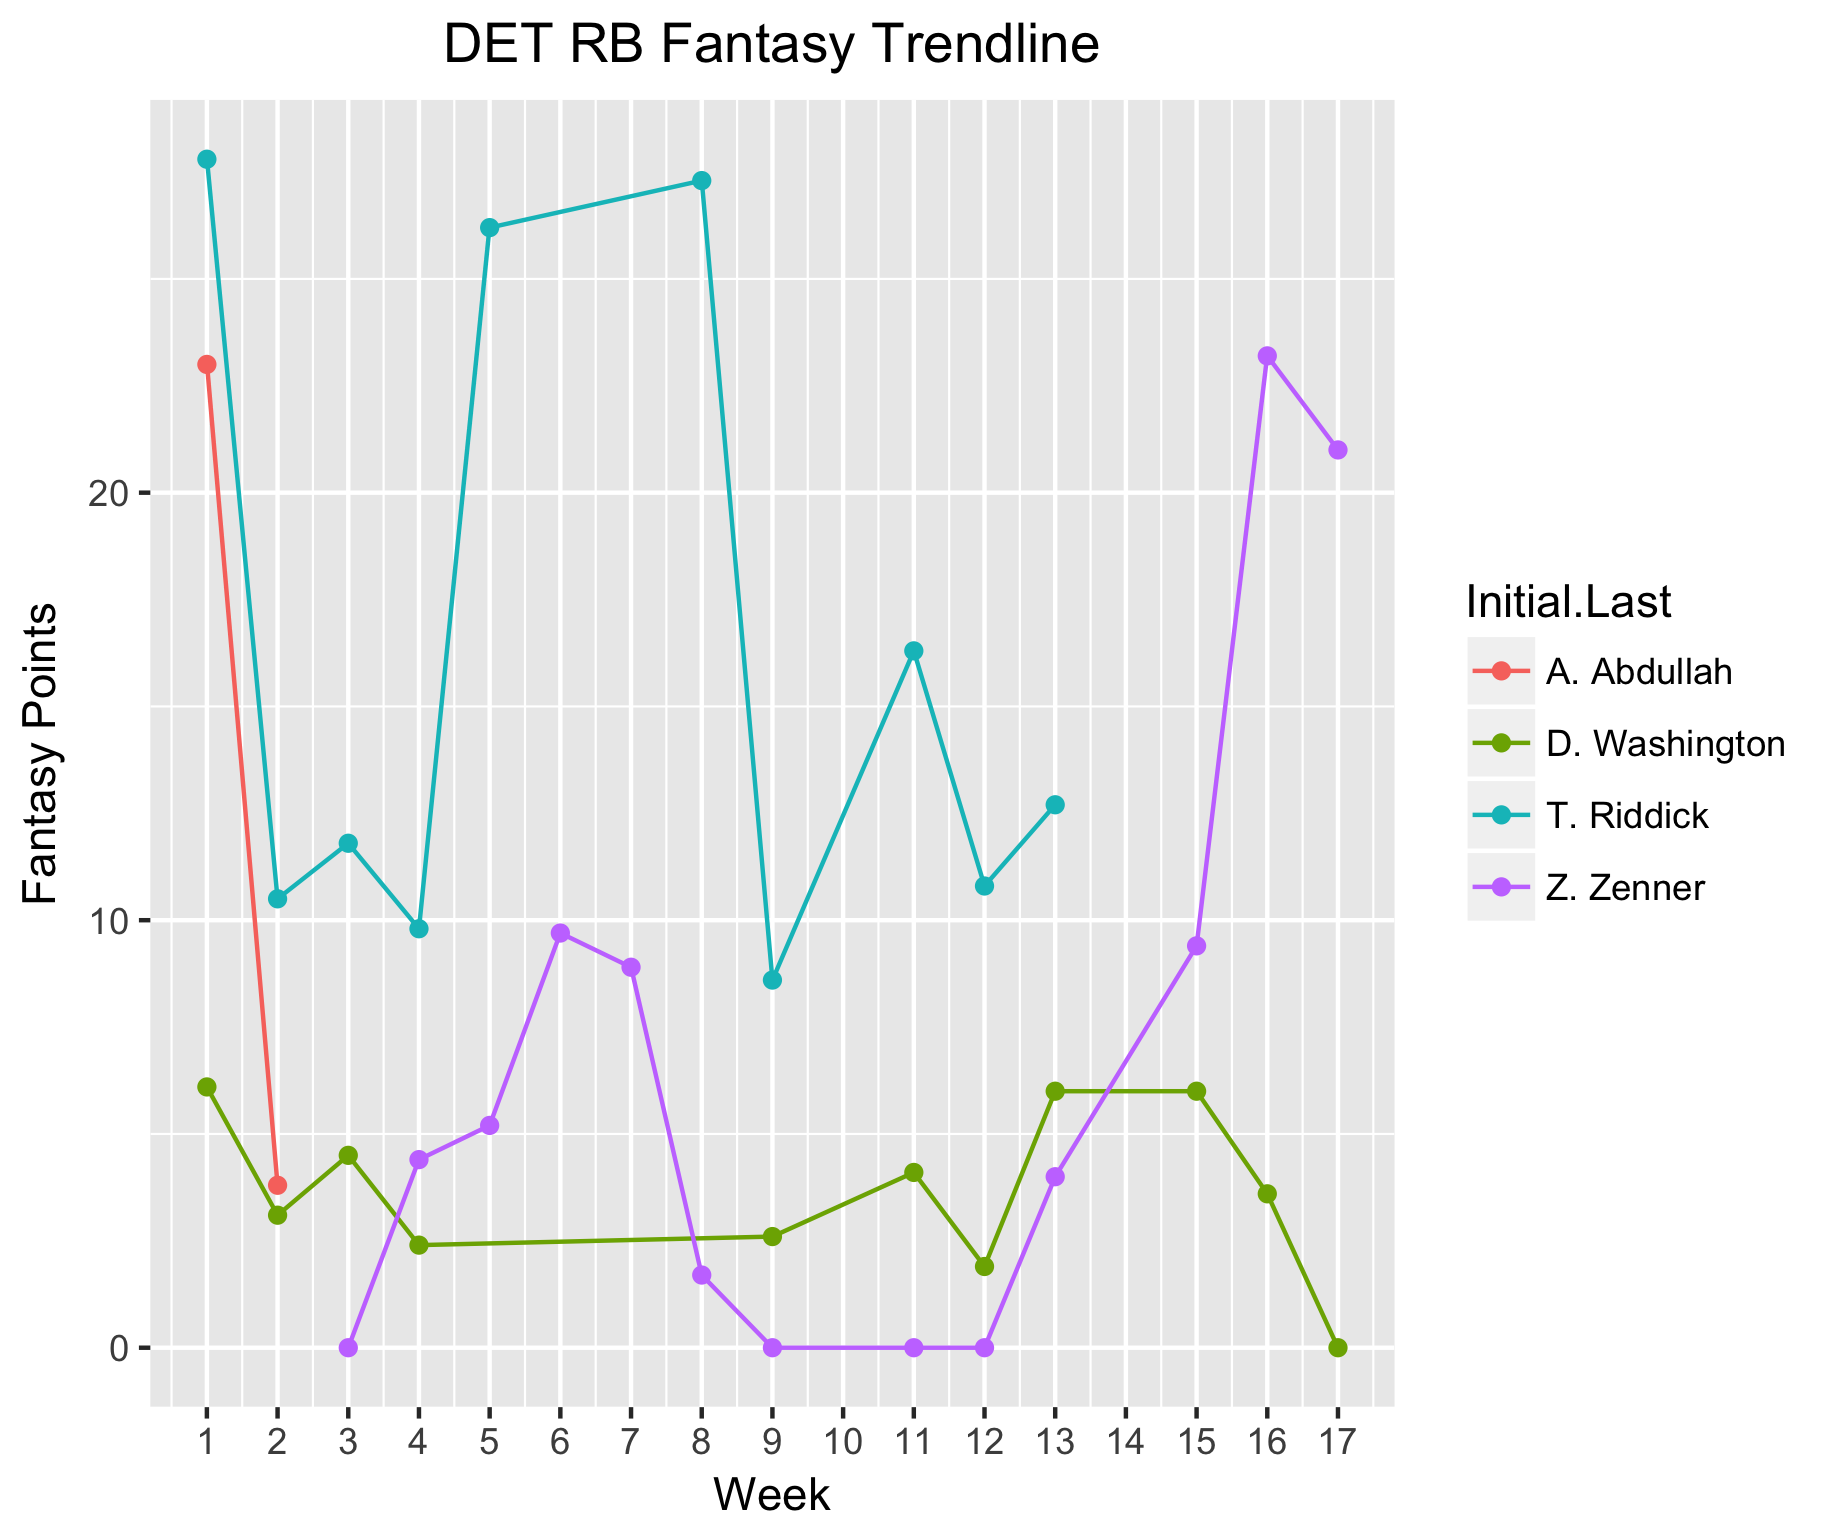 DET RB Fantasy Trendline
Fantasy Points
20
10
0
1 2 3 4 5 6 7 8 9 10 11 12 13 14 15 16 17
Week
Initial.Last
A. Abdullah
D. Washington
T. Riddick
Z. Zenner